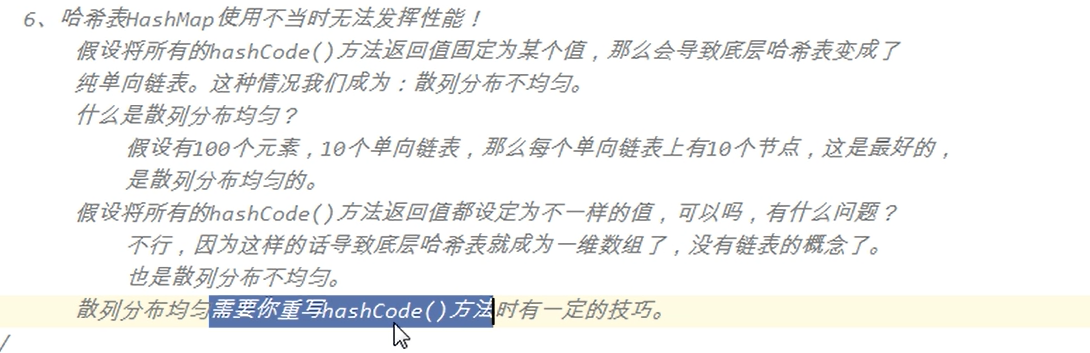 6、哈希表HashMap使用不当时无法发挥性能！
假设将所有的hashCode()方法返回值固定为某个值，那么会导致底层哈希表变成了
纯单向链表。这种情况我们成为：散列分布不均匀。
什么是散列分布均匀？
假设有100个元素，10个单向链表，那么每个单向链表上有10个节点，这是最好的，
是散列分布均匀的。
假设将所有的hashCode()方法返回值都设定为不一样的值，可以吗，有什么问题？
不行，因为这样的话导致底层哈希表就成为一维数组了，没有链表的概念了。
也是散列分布不均匀。
散列分布均匀需要你重写hashCode()方法时有一定的技巧。
/